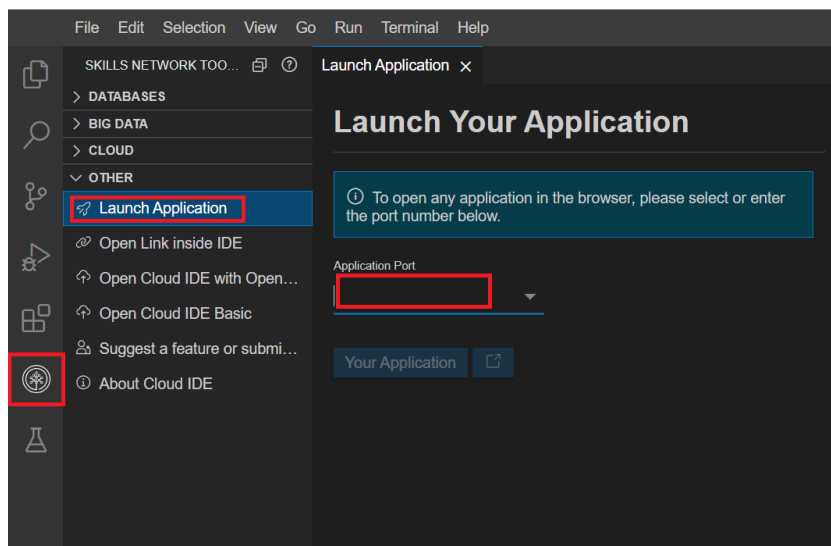 File Edit Selection View Go Run Terminal Help
SKILLS NETWORK TOO...
Launch Application
DATABASES
BIG DATA
CLOUD
OTHER
Launch Application
Open Link inside IDE
Open Cloud IDE with Open...
Open Cloud IDE Basic
Suggest a feature or submi...
About Cloud IDE
Launch Your Application
To open any application in the browser, please select or enter
the port number below.
Application Port
Your Application